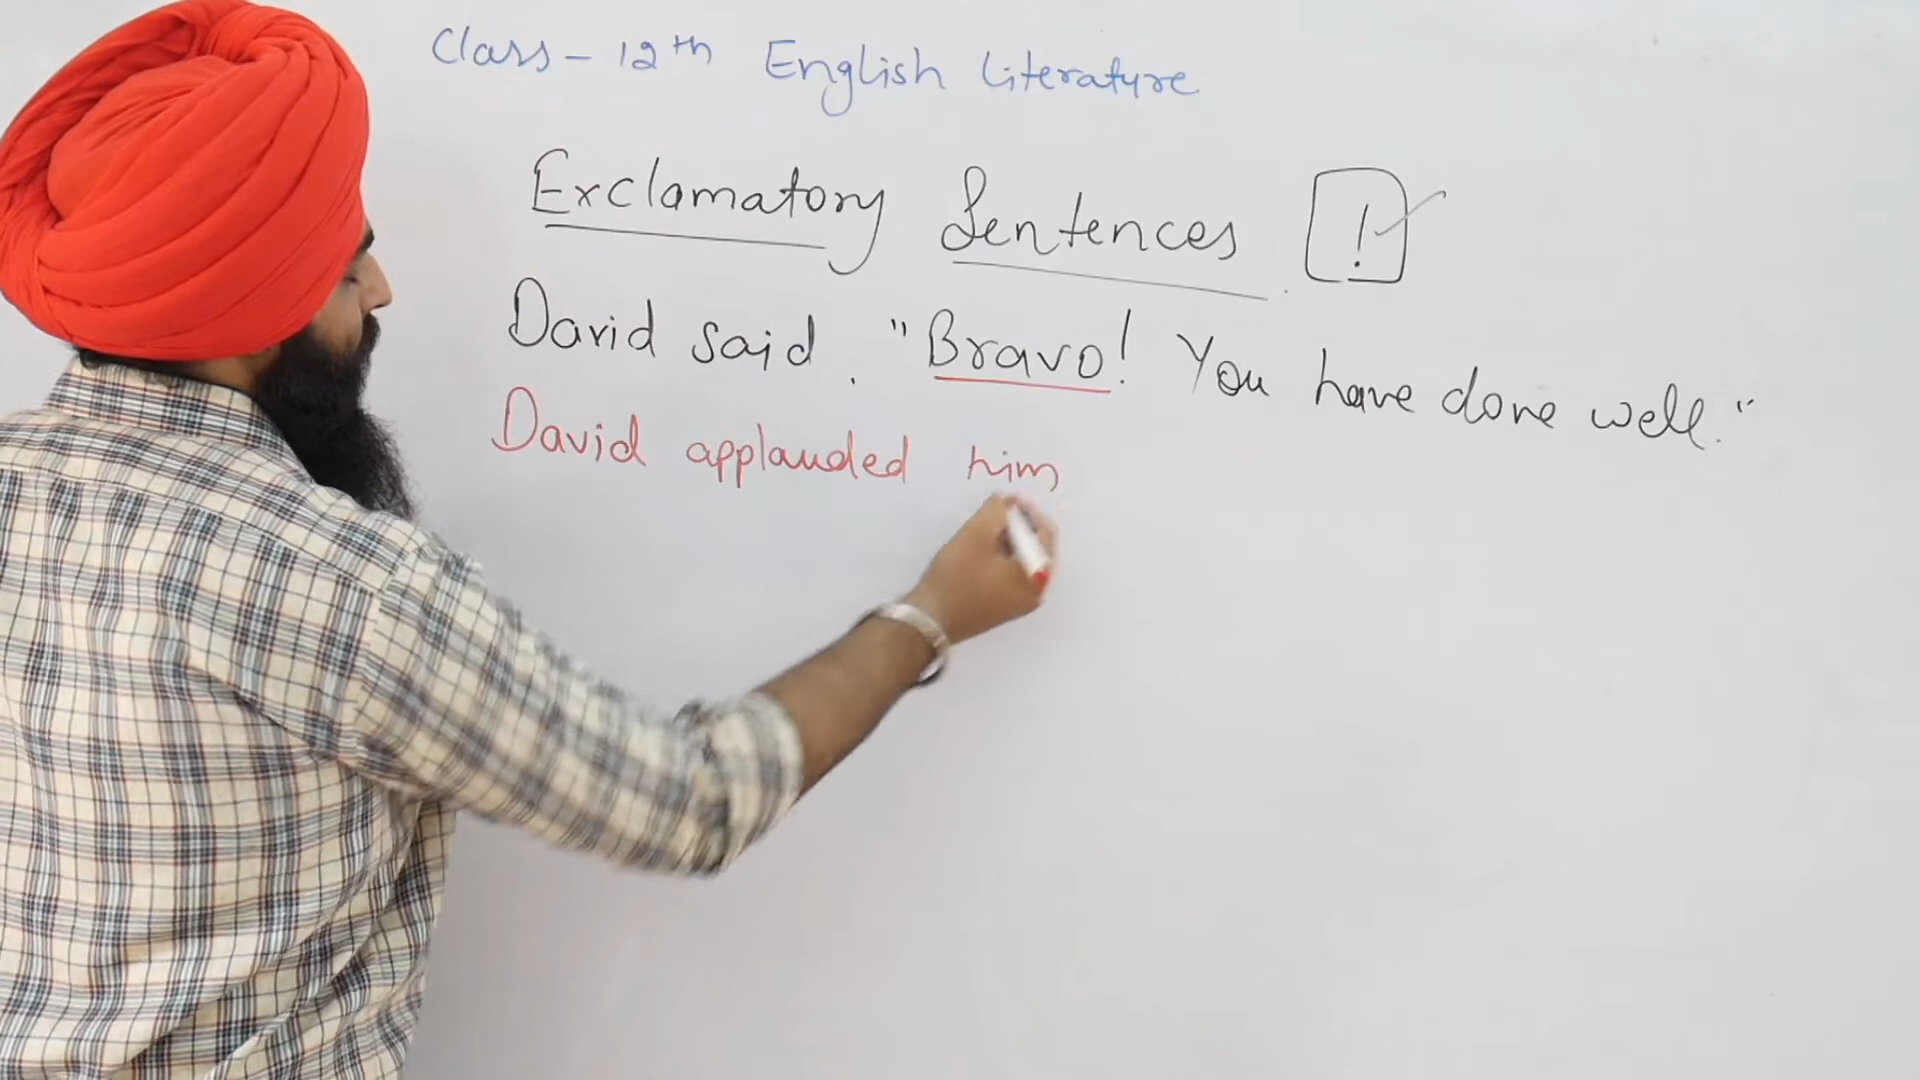 Class - 12th English Literature
Exclamatory Sentences !
David said, "Bravo! You have done well."
David applauded him